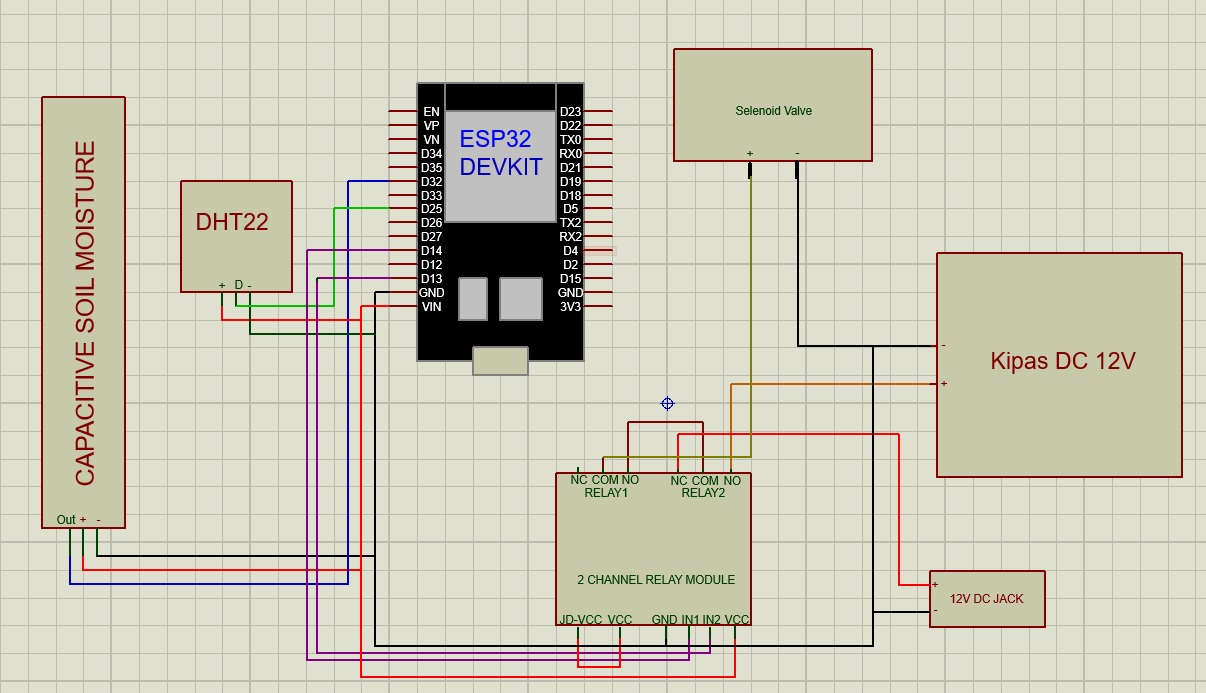 CAPACITIVE SOIL MOISTURE
Out + -
DHT22
+ D -
ESP32
DEVKIT
EN
VP
VN
D34
D35
D32
D33
D25
D26
D27
D14
D12
D13
GND
VIN
D23
D22
TX0
RX0
D21
D19
D18
D5
TX2
RX2
D4
D2
D15
GND
3V3
Selenoid Valve
+ -
-
Kipas DC 12V
+
NC COM NO NC COM NO
RELAY1 RELAY2
2 CHANNEL RELAY MODULE
JD-VCC VCC GND IN1 IN2 VCC
+
12V DC JACK
-